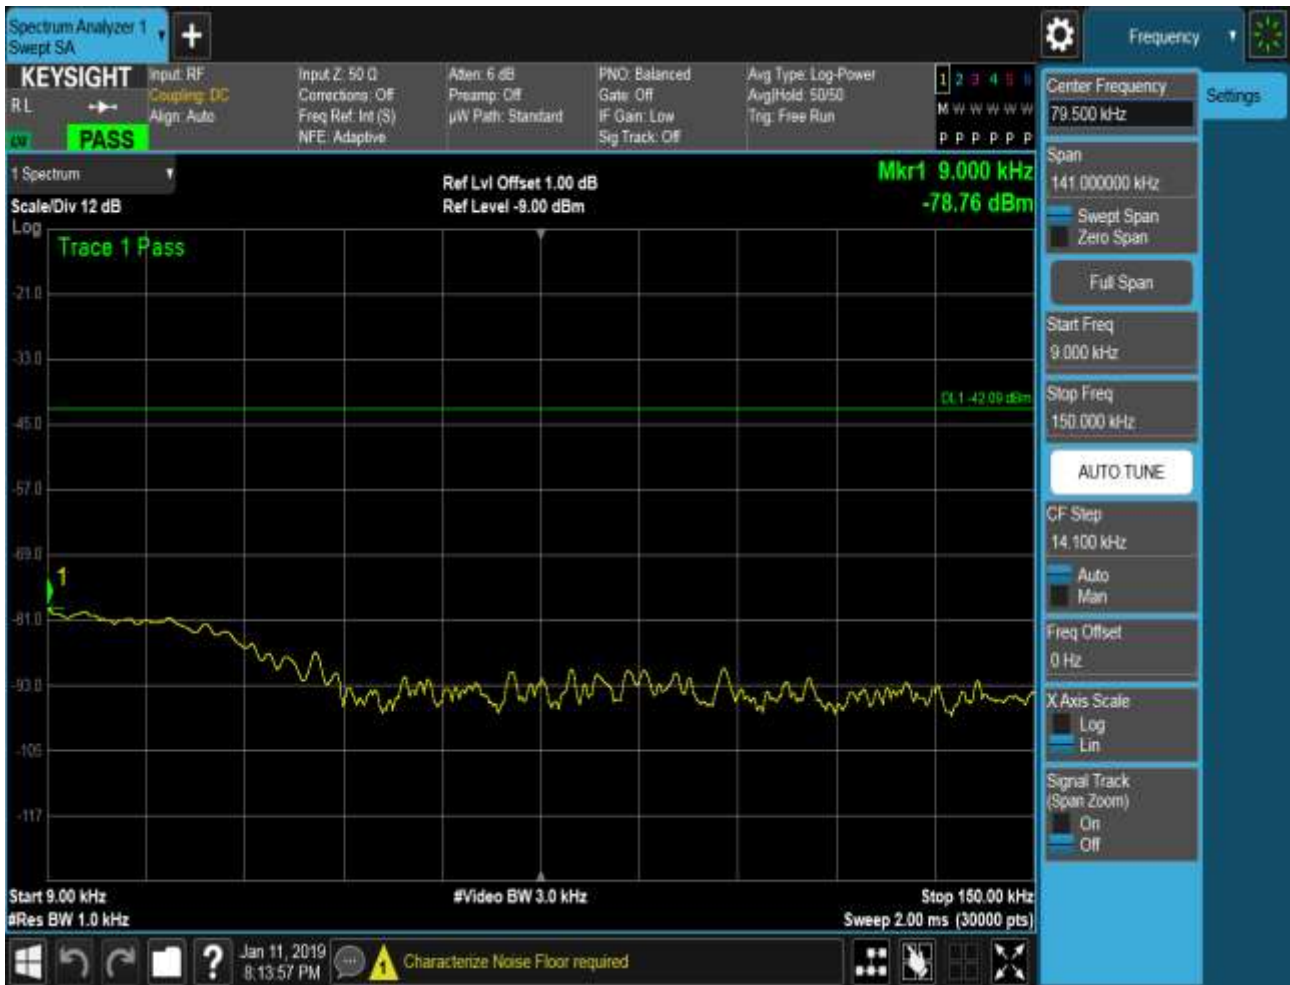 Spectrum Analyzer 1
Swept SA
+
Frequency
KEYSIGHT
R L
PASS
Input: RF
Coupling: DC
Align: Auto
Input Z: 50 Ω
Corrections: Off
Freq Ref: Int (S)
NFE: Adaptive
Atten: 6 dB
Preamp: Off
µW Path: Standard
PNO: Balanced
Gate: Off
IF Gain: Low
Sig Track: Off
Avg Type: Log-Power
Avg|Hold: 50/50
Trig: Free Run
1 2 3 4 5 6
M W W W W W
P P P P P P
1 Spectrum
Scale/Div 12 dB
Ref Lvl Offset 1.00 dB
Ref Level -9.00 dBm
Mkr1 9.000 kHz
-78.76 dBm
Log
Trace 1 Pass
-21.0
-33.0
DL1 -42.09 dBm
-45.0
-57.0
-69.0
1
-81.0
-93.0
-105
-117
Start 9.00 kHz
#Video BW 3.0 kHz
Stop 150.00 kHz
#Res BW 1.0 kHz
Sweep 2.00 ms (30000 pts)
Center Frequency
79.500 kHz
Settings
Span
141.000000 kHz
Swept Span
Zero Span
Full Span
Start Freq
9.000 kHz
Stop Freq
150.000 kHz
AUTO TUNE
CF Step
14.100 kHz
Auto
Man
Freq Offset
0 Hz
X Axis Scale
Log
Lin
Signal Track
(Span Zoom)
On
Off
?
Jan 11, 2019
8:13:57 PM
1
Characterize Noise Floor required